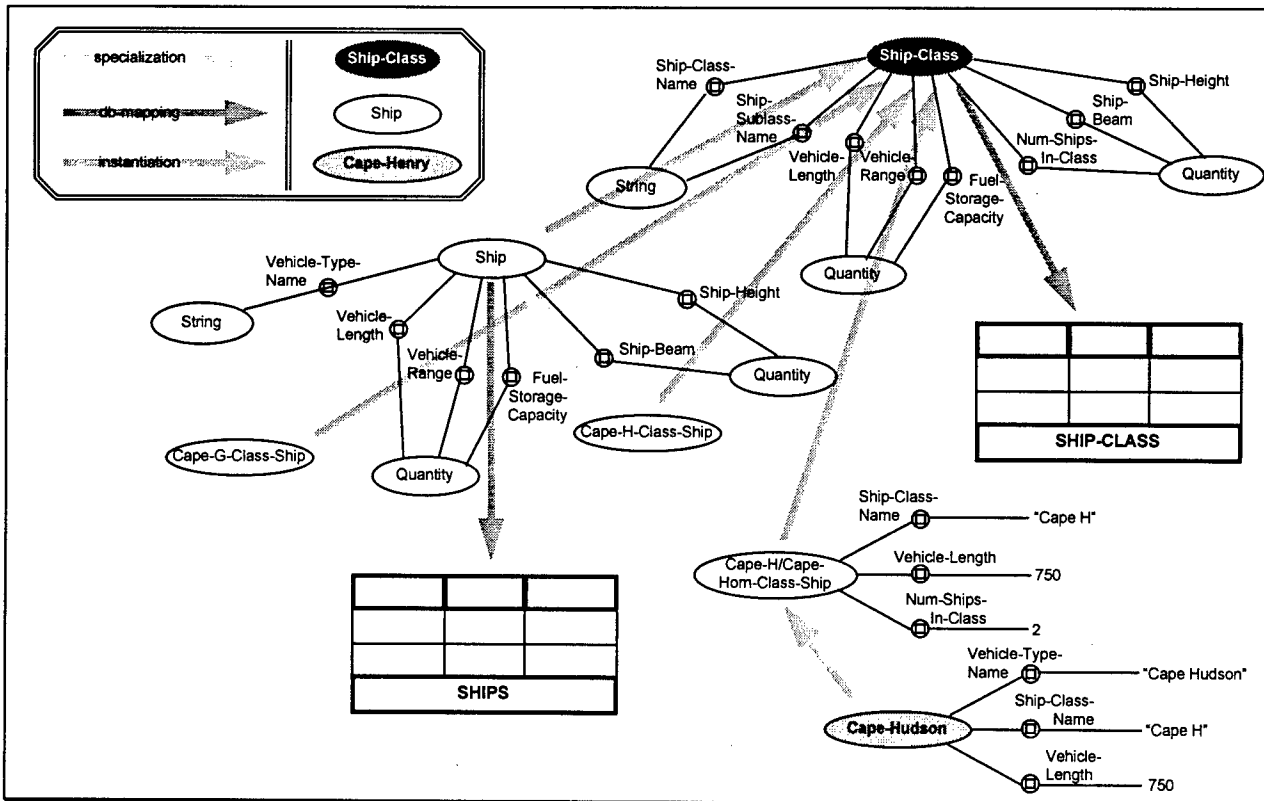 specialization
Ship-Class
db-mapping
Ship
instantiation
Cape-Henry
Ship-Class
Ship-Class-
Name
Ship-
Sublass-
Name
Vehicle-
Length
Vehicle-
Range
Fuel-
Storage-
Capacity
Num-Ships-
In-Class
Ship-
Beam
Ship-Height
String
Quantity
Quantity
Ship
Vehicle-Type-
Name
String
Vehicle-
Length
Vehicle-
Range
Fuel-
Storage-
Capacity
Ship-Beam
Ship-Height
Quantity
Quantity
Cape-G-Class-Ship
Cape-H-Class-Ship
SHIP-CLASS
SHIPS
Cape-H/Cape-
Horn-Class-Ship
Ship-Class-
Name
"Cape H"
Vehicle-Length
750
Num-Ships-
In-Class
2
Cape-Hudson
Vehicle-Type-
Name
"Cape Hudson"
Ship-Class-
Name
"Cape H"
Vehicle-
Length
750